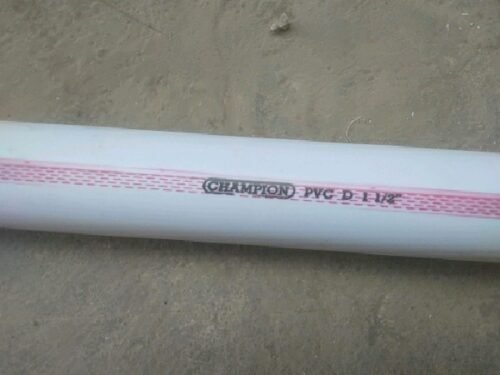 CHAMPION PVC D 1 1/2"